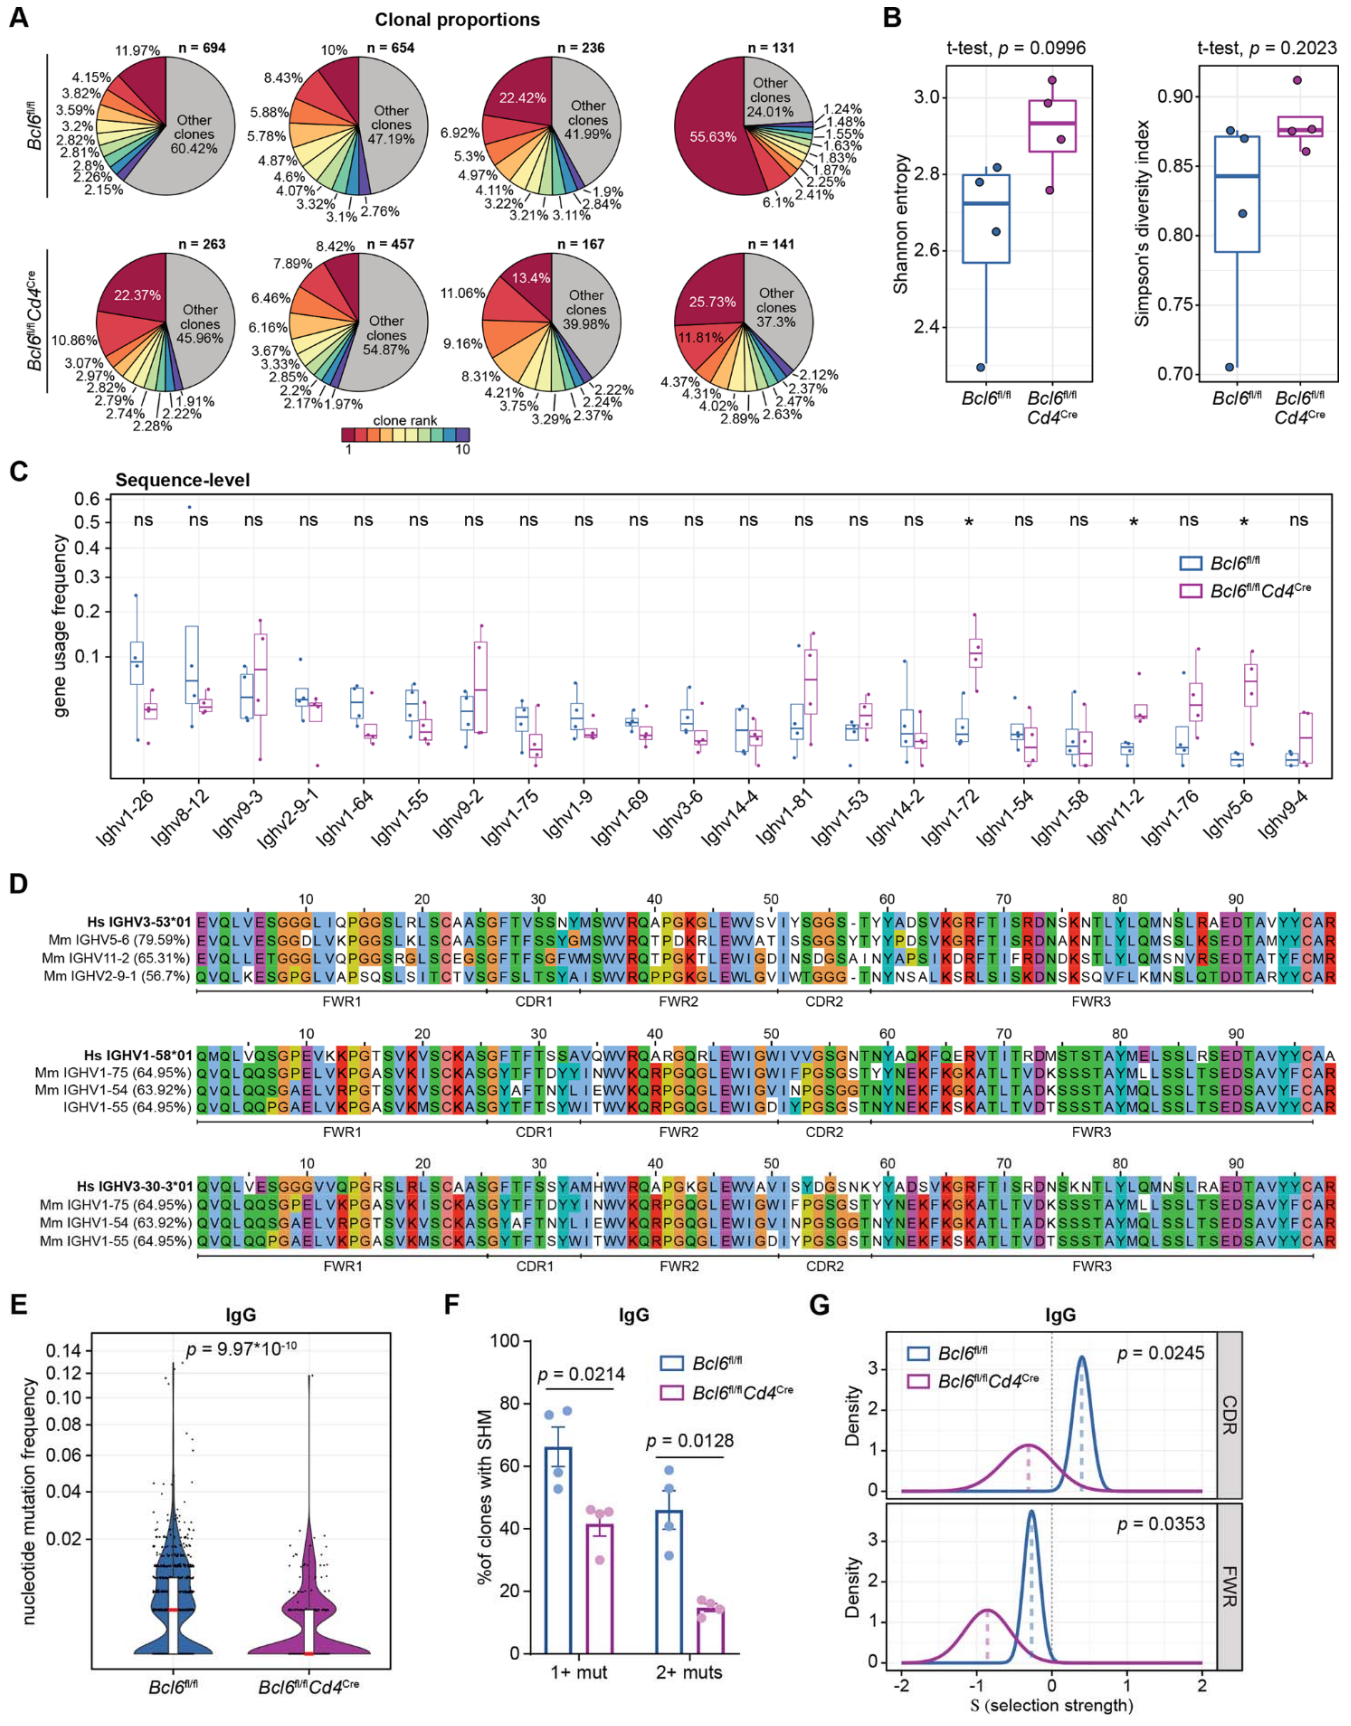 A
Clonal proportions
Bcl6fl/fl
n = 694
11.97%
4.15%
3.82%
3.59%
3.2%
2.82%
2.81%
2.8%
2.26%
2.15%
Other
clones
60.42%
n = 654
10%
8.43%
5.88%
5.78%
4.87%
4.6%
4.07%
3.32%
3.1%
2.76%
47.19%
Other
clones
n = 236
22.42%
6.92%
5.3%
4.97%
4.11%
3.22%
3.21%
3.11%
2.84%
1.9%
Other
clones
41.99%
n = 131
55.63%
6.1%
2.41%
2.25%
1.87%
1.83%
1.63%
1.55%
1.48%
1.24%
Other
clones
24.01%
Bcl6fl/flCd4Cre
n = 263
22.37%
10.86%
3.07%
2.97%
2.82%
2.79%
2.74%
2.28%
2.22%
1.91%
Other
clones
45.96%
n = 457
8.42%
7.89%
6.46%
6.16%
3.67%
3.33%
2.85%
2.2%
2.17%
1.97%
Other
clones
54.87%
n = 167
13.4%
11.06%
9.16%
8.31%
4.21%
3.75%
3.29%
2.37%
2.24%
2.22%
Other
clones
39.98%
n = 141
25.73%
11.81%
4.37%
4.31%
4.02%
2.89%
2.63%
2.47%
2.37%
2.12%
Other
clones
37.3%
clone rank
1 10
B
t-test, p = 0.0996
Shannon entropy
3.0
2.8
2.6
2.4
Bcl6fl/fl
Bcl6fl/fl
Cd4Cre
t-test, p = 0.2023
Simpson's diversity index
0.90
0.85
0.80
0.75
0.70
Bcl6fl/fl
Bcl6fl/fl
Cd4Cre
C
Sequence-level
gene usage frequency
0.6
0.5
0.4
0.3
0.2
0.1
ns ns ns ns ns ns ns ns ns ns ns ns ns ns ns * ns ns * ns * ns
Bcl6fl/fl
Bcl6fl/flCd4Cre
Ighv1-26 Ighv8-12 Ighv9-3 Ighv2-9-1 Ighv1-64 Ighv1-55 Ighv9-2 Ighv1-75 Ighv1-9 Ighv1-69 Ighv3-6 Ighv14-4 Ighv1-81 Ighv1-53 Ighv14-2 Ighv1-72 Ighv1-54 Ighv1-58 Ighv11-2 Ighv1-76 Ighv5-6 Ighv9-4
D
10 20 30 40 50 60 70 80 90
Hs IGHV3-53*01 EVQLVESGGGLIQPGGSLRLSCAASGFTVSSNYMSWVRQAPGKGLEWVSVIYSGGS-TYYADSVKGRFTISRDNSKNTLYLQMNSLRAEDTAVYYCAR
Mm IGHV5-6 (79.59%) EVQLVESGGDLVKPGGSLKLSCAASGFTFSSYGMSWVRQTPDKRLEWVATISSGGSYTYYPDSVKGRFTISRDNAKNTLYLQMSSLKSEDTAMYYCAR
Mm IGHV11-2 (65.31%) EVQLLETGGGLVQPGGSRGLSCEGSGFTFSGFWMSWVRQTPGKTLEWIGDINSDGSAINYAPSIKDRFTIFRDNDKSTLYLQMSNVRSEDTATYFCMR
Mm IGHV2-9-1 (56.7%) QVQLKESGPGLVAPSQSLSITCTVSGFSLTSYAISWVRQPPGKGLEWLGVIWTGGG-TNYNSALKSRLSISKDNSKSQVFLKMNSLQTDDTARYYCAR
FWR1 CDR1 FWR2 CDR2 FWR3
10 20 30 40 50 60 70 80 90
Hs IGHV1-58*01 QMQLVQSGPEVKKPGTSVKVSCKASGFTFTSSAVQWVRQARGQRLEWIGWIVVGSGNTNYAQKFQERVTITRDMSTSTAYMELSSLRSEDTAVYYCAA
Mm IGHV1-75 (64.95%) QVQLQQSGPELVKPGASVKISCKASGYTFTDYYINWVKQRPGQGLEWIGWIFPGSGSTYYNEKFKGKATLTVDKSSSTAYMLLSSLTSEDSAVYFCAR
Mm IGHV1-54 (63.92%) QVQLQQSGAELVRPGTSVKVSCKASGYAFTNYLIEWVKQRPGQGLEWIGVINPGSGGTNYNEKFKGKATLTADKSSSTAYMQLSSLTSEDSAVYFCAR
IGHV1-55 (64.95%) QVQLQQPGAELVKPGASVKMSCKASGYTFTSYWITWVKQRPGQGLEWIGDIYPGSGSTNYNEKFKSKATLTVDTSSSTAYMQLSSLTSEDSAVYYCAR
FWR1 CDR1 FWR2 CDR2 FWR3
10 20 30 40 50 60 70 80 90
Hs IGHV3-30-3*01 QVQLVESGGGVVQPGRSLRLSCAASGFTFSSYAMHWVRQAPGKGLEWVAVISYDGSNKYYADSVKGRFTISRDNSKNTLYLQMNSLRAEDTAVYYCAR
Mm IGHV1-75 (64.95%) QVQLQQSGPELVKPGASVKISCKASGYTFTDYYINWVKQRPGQGLEWIGWIFPGSGSTYYNEKFKGKATLTVDKSSSTAYMLLSSLTSEDSAVYFCAR
Mm IGHV1-54 (63.92%) QVQLQQSGAELVRPGTSVKVSCKASGYAFTNYLIEWVKQRPGQGLEWIGVINPGSGGTNYNEKFKGKATLTADKSSSTAYMQLSSLTSEDSAVYFCAR
Mm IGHV1-55 (64.95%) QVQLQQPGAELVKPGASVKMSCKASGYTFTSYWITWVKQRPGQGLEWIGDIYPGSGSTNYNEKFKSKATLTVDTSSSTAYMQLSSLTSEDSAVYYCAR
FWR1 CDR1 FWR2 CDR2 FWR3
E
IgG
nucleotide mutation frequency
p = 9.97*10-10
0.14
0.12
0.10
0.08
0.06
0.04
0.02
Bcl6fl/fl
Bcl6fl/flCd4Cre
F
IgG
%of clones with SHM
100
80
60
40
20
0
p = 0.0214
p = 0.0128
Bcl6fl/fl
Bcl6fl/flCd4Cre
1+ mut
2+ muts
G
IgG
Bcl6fl/fl
Bcl6fl/flCd4Cre
p = 0.0245
Density
3
2
1
0
CDR
p = 0.0353
Density
3
2
1
0
FWR
-2 -1 0 1 2
S (selection strength)